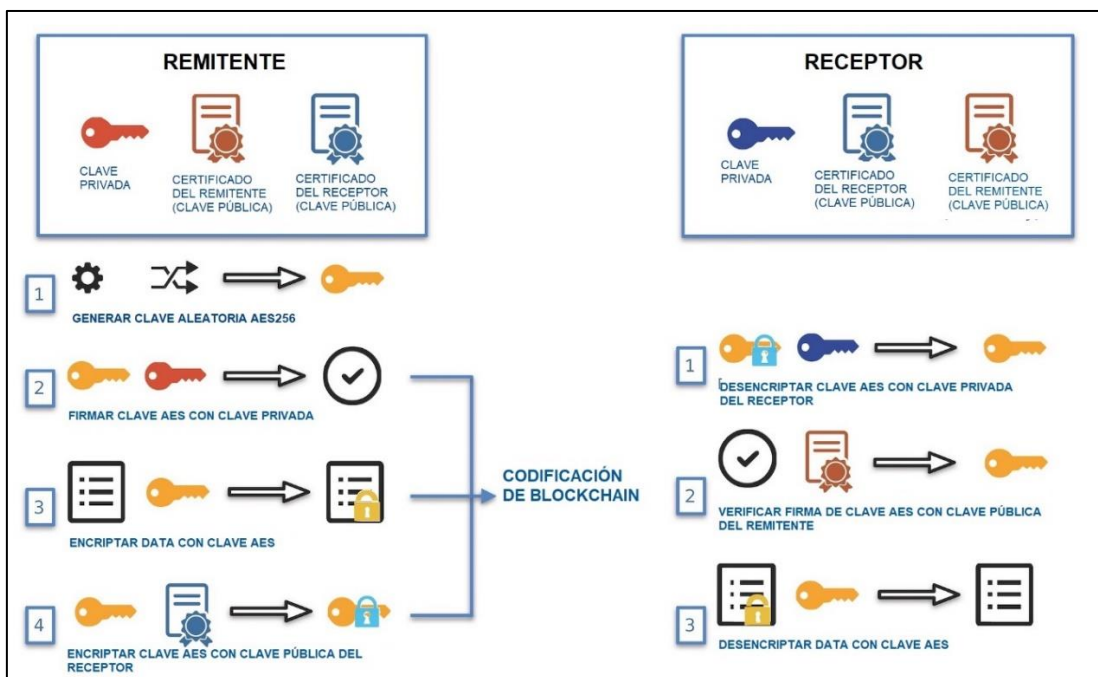 REMITENTE
CLAVE
PRIVADA
CERTIFICADO
DEL REMITENTE
(CLAVE PÚBLICA)
CERTIFICADO
DEL RECEPTOR
(CLAVE PÚBLICA)
1
GENERAR CLAVE ALEATORIA AES256
2
FIRMAR CLAVE AES CON CLAVE PRIVADA
3
ENCRIPTAR DATA CON CLAVE AES
4
ENCRIPTAR CLAVE AES CON CLAVE PÚBLICA DEL
RECEPTOR
CODIFICACIÓN
DE BLOCKCHAIN
RECEPTOR
CLAVE
PRIVADA
CERTIFICADO
DEL RECEPTOR
(CLAVE PÚBLICA)
CERTIFICADO
DEL REMITENTE
(CLAVE PÚBLICA)
1
DESENCRIPTAR CLAVE AES CON CLAVE PRIVADA
DEL RECEPTOR
2
VERIFICAR FIRMA DE CLAVE AES CON CLAVE PÚBLICA
DEL REMITENTE
3
DESENCRIPTAR DATA CON CLAVE AES